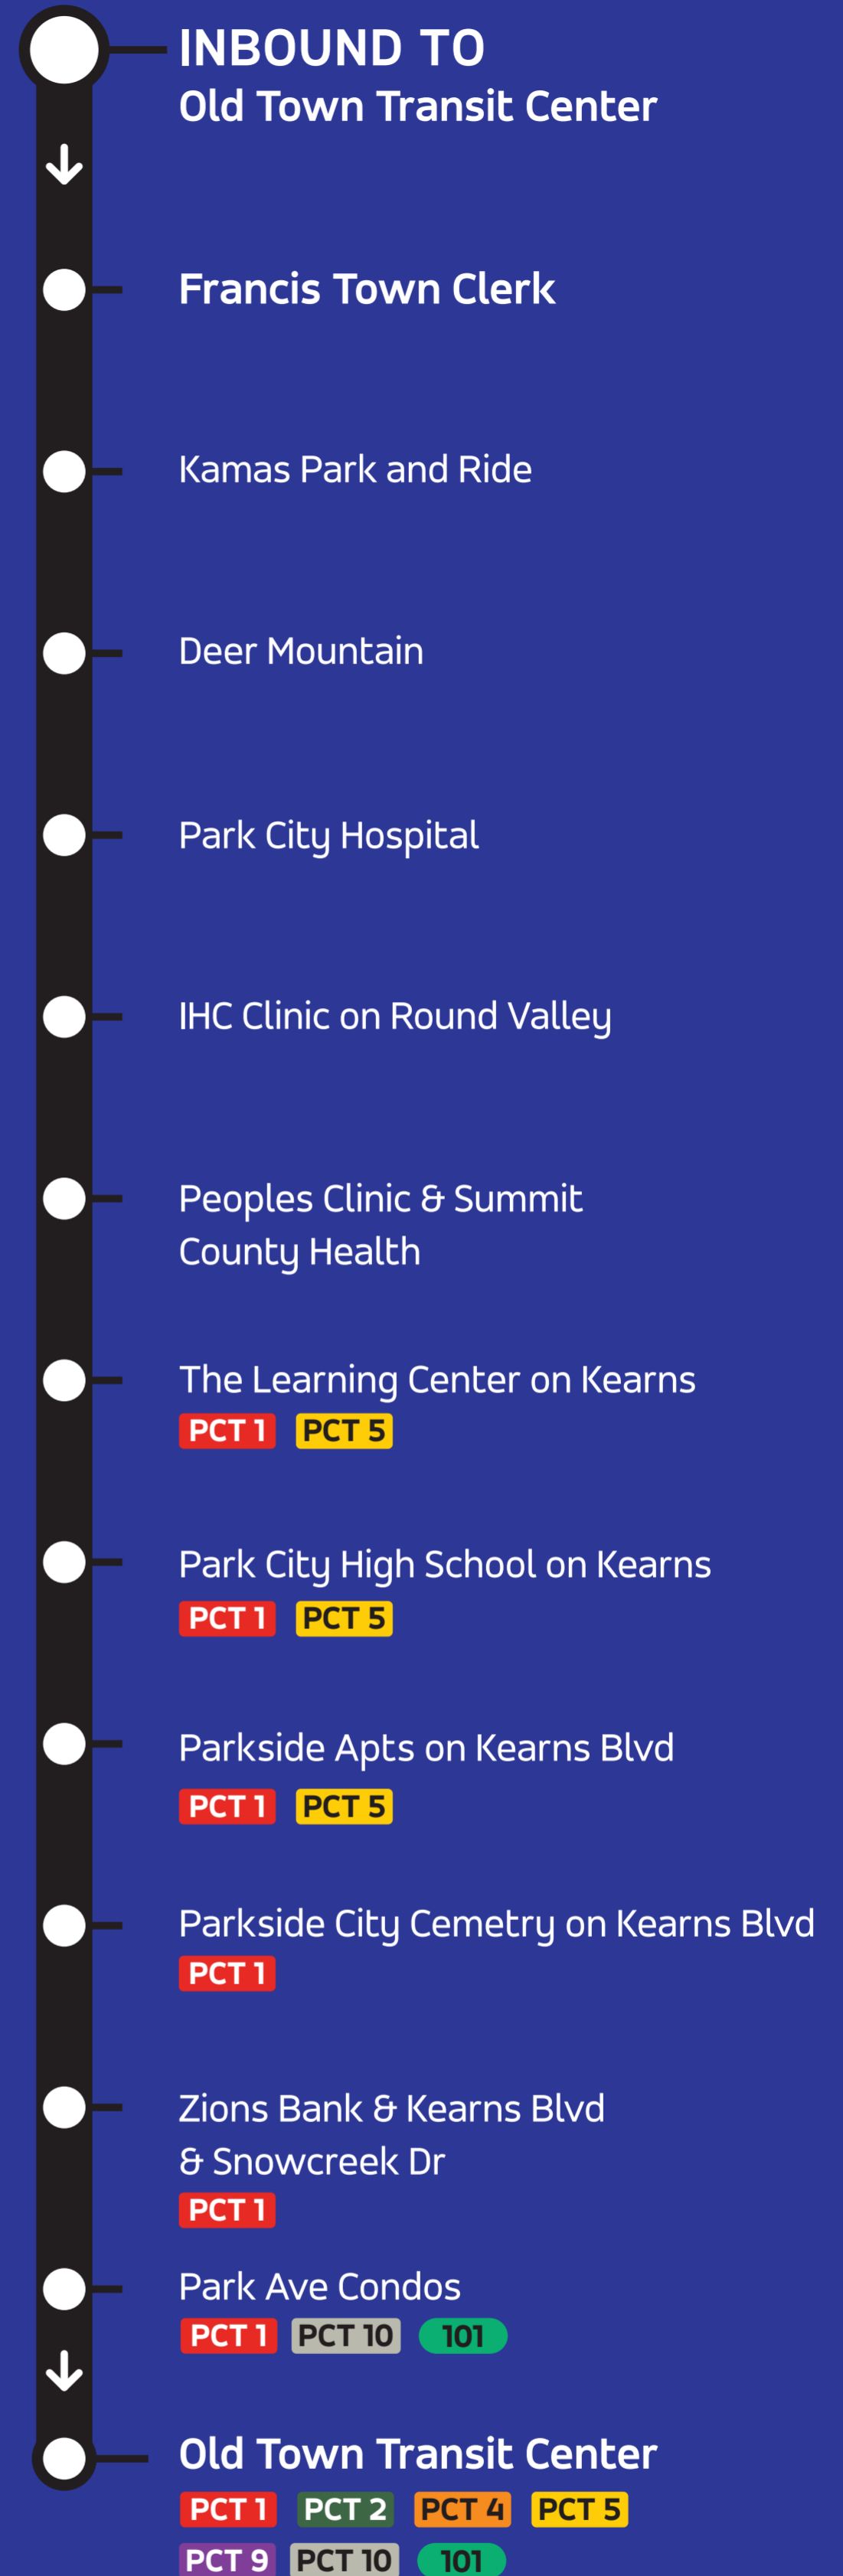 INBOUND TO
Old Town Transit Center
Francis Town Clerk
Kamas Park and Ride
Deer Mountain
Park City Hospital
IHC Clinic on Round Valley
Peoples Clinic & Summit
County Health
The Learning Center on Kearns
PCT 1 PCT 5
Park City High School on Kearns
PCT 1 PCT 5
Parkside Apts on Kearns Blvd
PCT 1 PCT 5
Parkside City Cemetry on Kearns Blvd
PCT 1
Zions Bank & Kearns Blvd
& Snowcreek Dr
PCT 1
Park Ave Condos
PCT 1 PCT 10 101
Old Town Transit Center
PCT 1 PCT 2 PCT 4 PCT 5
PCT 9 PCT 10 101